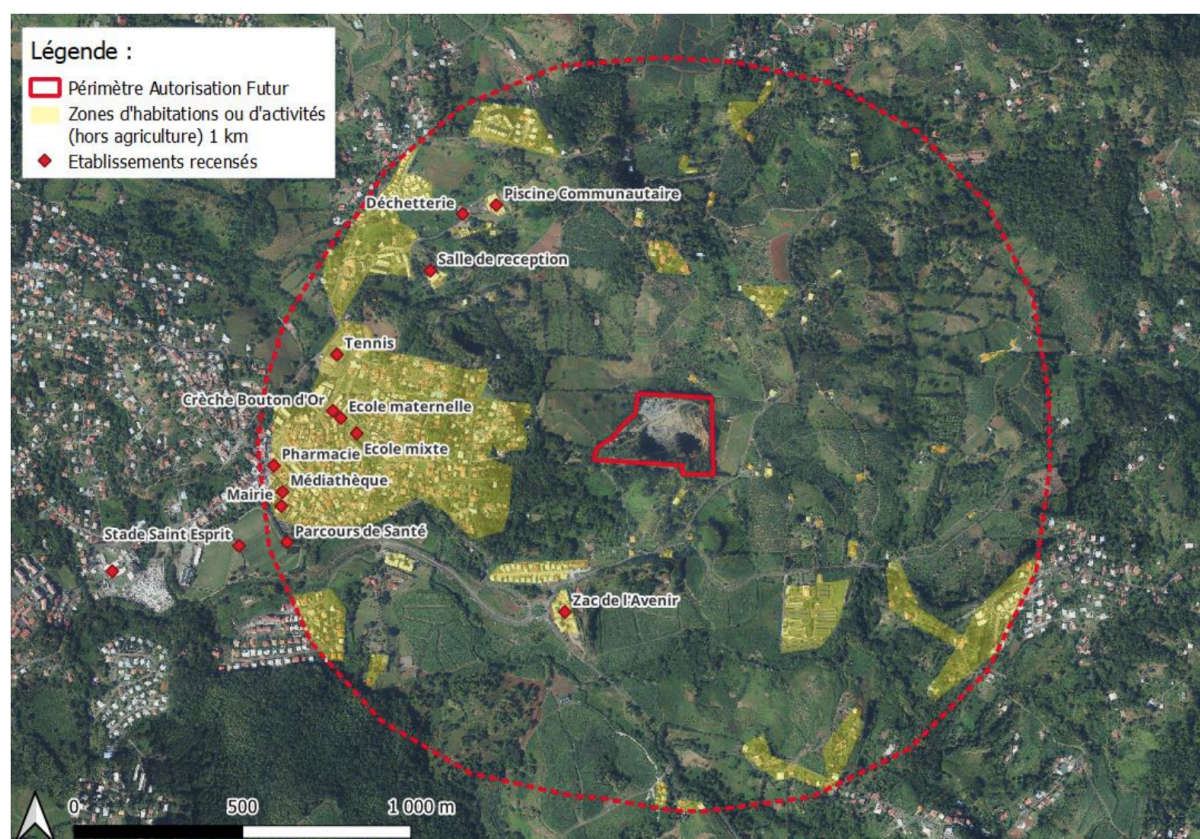 Légende :
Périmètre Autorisation Futur
Zones d'habitations ou d'activités
(hors agriculture) 1 km
Etablissements recensés
Piscine Communautaire
Déchetterie
Salle de reception
Tennis
Crèche Bouton d'Or
Ecole maternelle
Ecole mixte
Pharmacie
Médiathèque
Mairie
Parcours de Santé
Stade Saint Esprit
Zac de l'Avenir
0 500 1 000 m